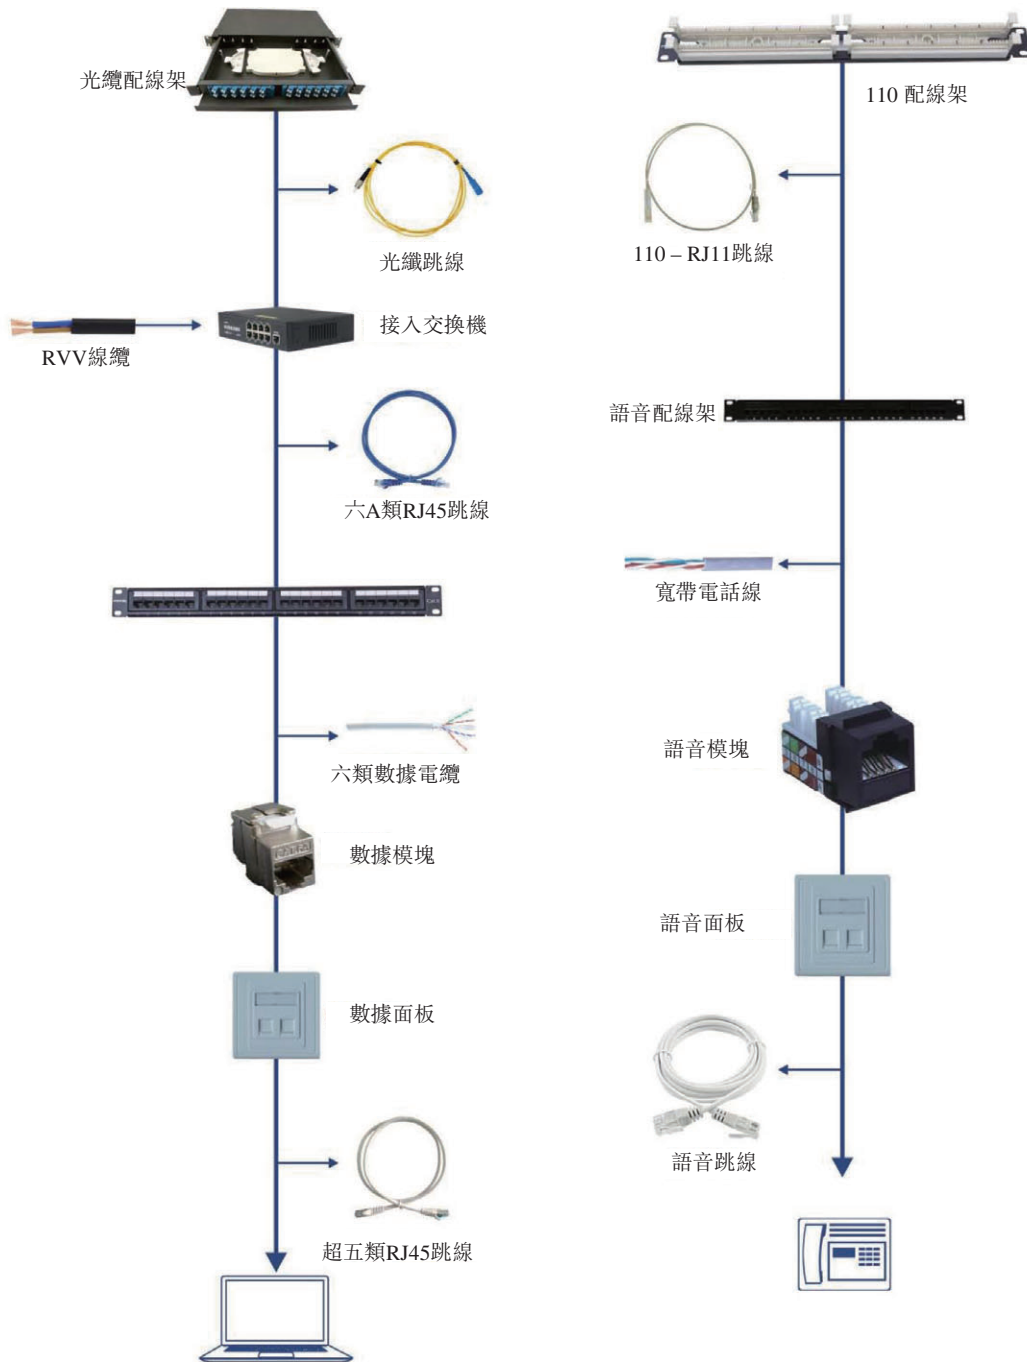 光纜配線架
光纖跳線
RVV線纜
接入交換機
六A類RJ45跳線
六類數據電纜
數據模塊
數據面板
超五類RJ45跳線
110 配線架
110 – RJ11跳線
語音配線架
寬帶電話線
語音模塊
語音面板
語音跳線